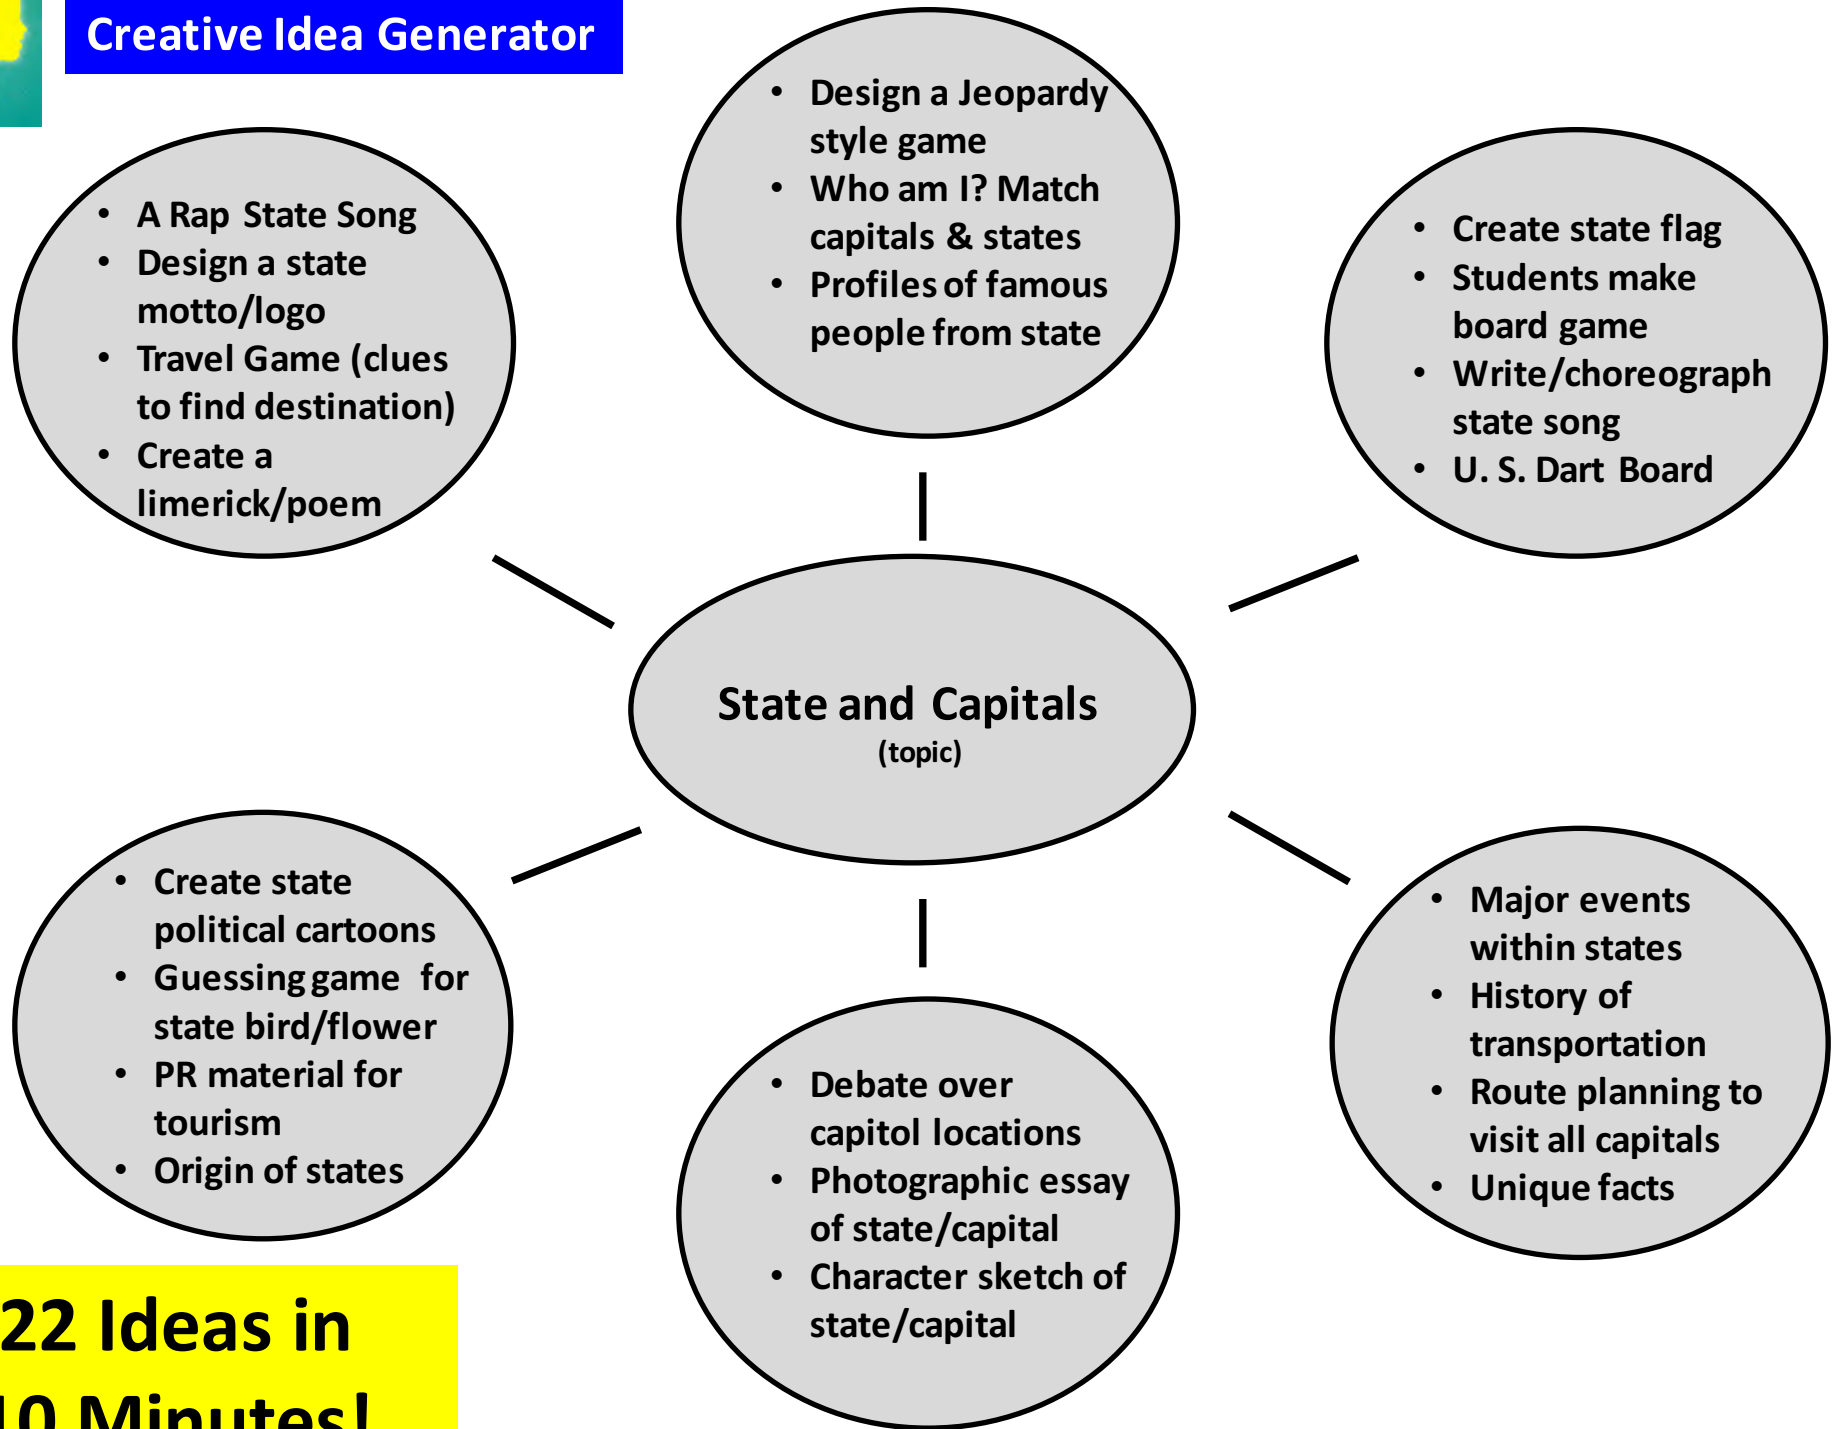 Creative Idea Generator
• Design a Jeopardy
style game
• Who am I? Match
capitals & states
• Profiles of famous
people from state
• A Rap State Song
• Design a state
motto/logo
• Travel Game (clues
to find destination)
• Create a
limerick/poem
• Create state flag
• Students make
board game
• Write/choreograph
state song
• U. S. Dart Board
State and Capitals
(topic)
• Create state
political cartoons
• Guessing game for
state bird/flower
• PR material for
tourism
• Origin of states
• Debate over
capitol locations
• Photographic essay
of state/capital
• Character sketch of
state/capital
• Major events
within states
• History of
transportation
• Route planning to
visit all capitals
• Unique facts
22 Ideas in
10 Minutes!